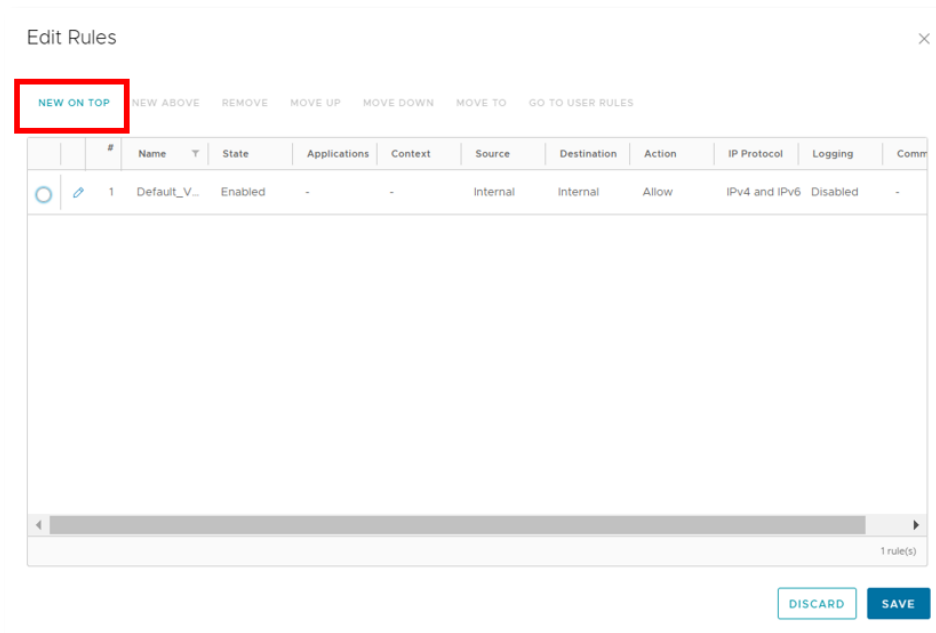 Edit Rules
NEW ON TOP NEW ABOVE REMOVE MOVE UP MOVE DOWN MOVE TO GO TO USER RULES
# Name State Applications Context Source Destination Action IP Protocol Logging Comm
1 Default_V... Enabled - - Internal Internal Allow IPv4 and IPv6 Disabled -
1 rule(s)
DISCARD SAVE